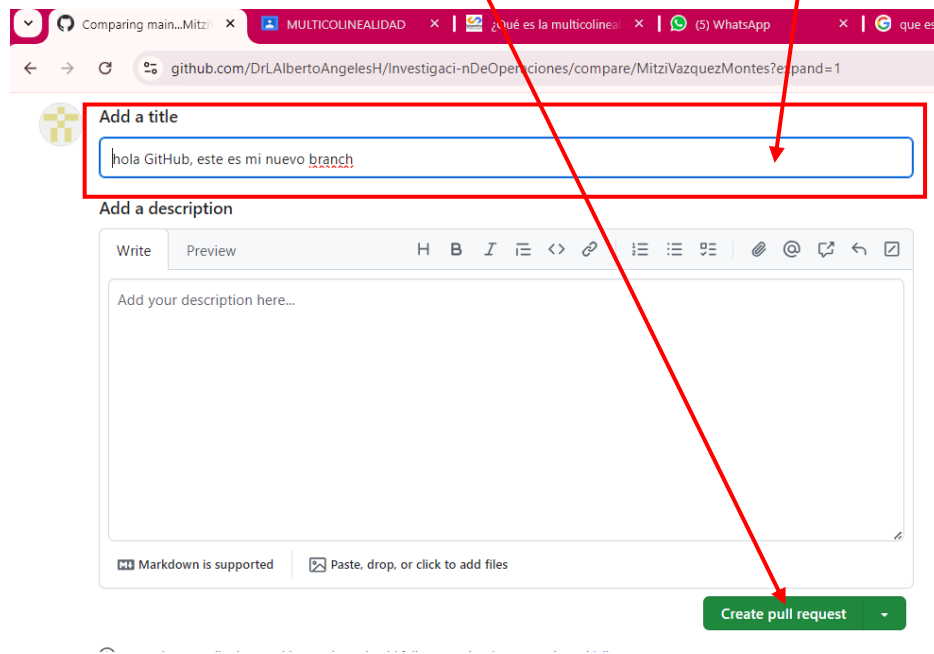 Comparing main...Mitzi
MULTICOLINEALIDAD
¿Qué es la multicolineal
(5) WhatsApp
que es
github.com/DrLAlbertoAngelesH/Investigaci-nDeOperaciones/compare/MitziVazquezMontes?expand=1
Add a title
hola GitHub, este es mi nuevo branch
Add a description
Write
Preview
Add your description here...
Markdown is supported
Paste, drop, or click to add files
Create pull request